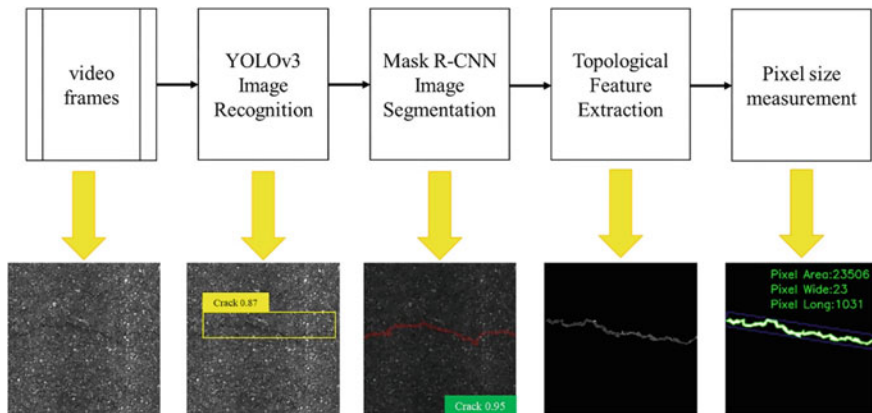 video
frames
YOLOv3
Image
Recognition
Mask R-CNN
Image
Segmentation
Topological
Feature
Extraction
Pixel size
measurement
Crack 0.87
Crack 0.95
Pixel Area:23506
Pixel Wide:23
Pixel Long:1031